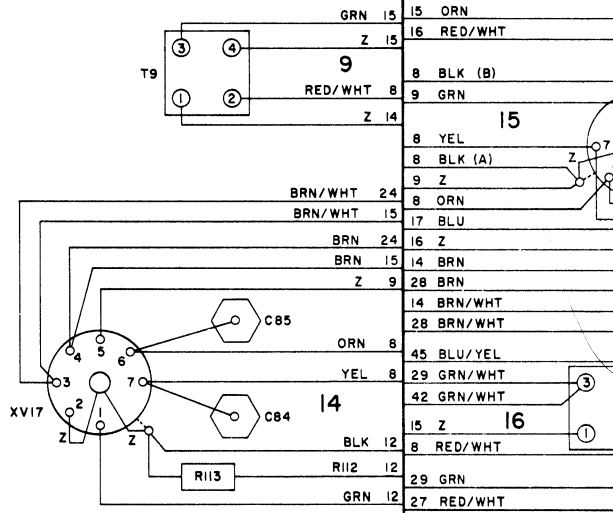 GRN 15
Z 15
3 4
9
T9
RED/WHT 8
1 2
Z 14
BRN/WHT 24
BRN/WHT 15
BRN 24
BRN 15
Z 9
C85
5
4 6
ORN 8
3 7
YEL 8
XV17
2 1
14
C84
Z Z
BLK 12
R112 12
R113
GRN 12
15 ORN
16 RED/WHT
8 BLK (B)
9 GRN
15
8 YEL
7
8 BLK (A)
Z
9 Z
8 ORN
17 BLU
16 Z
14 BRN
28 BRN
14 BRN/WHT
28 BRN/WHT
45 BLU/YEL
29 GRN/WHT
3
42 GRN/WHT
16
15 Z
1
8 RED/WHT
29 GRN
27 RED/WHT